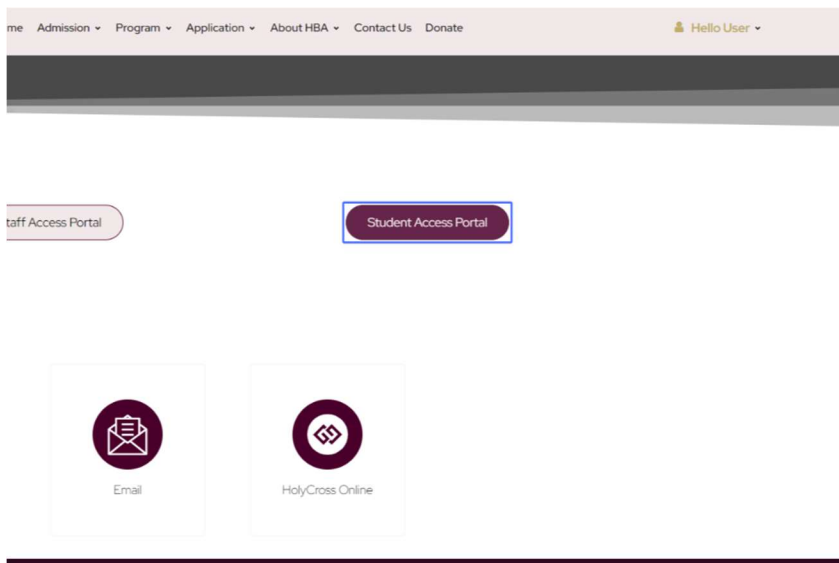 me Admission Program Application About HBA Contact Us Donate Hello User
taff Access Portal Student Access Portal
Email HolyCross Online